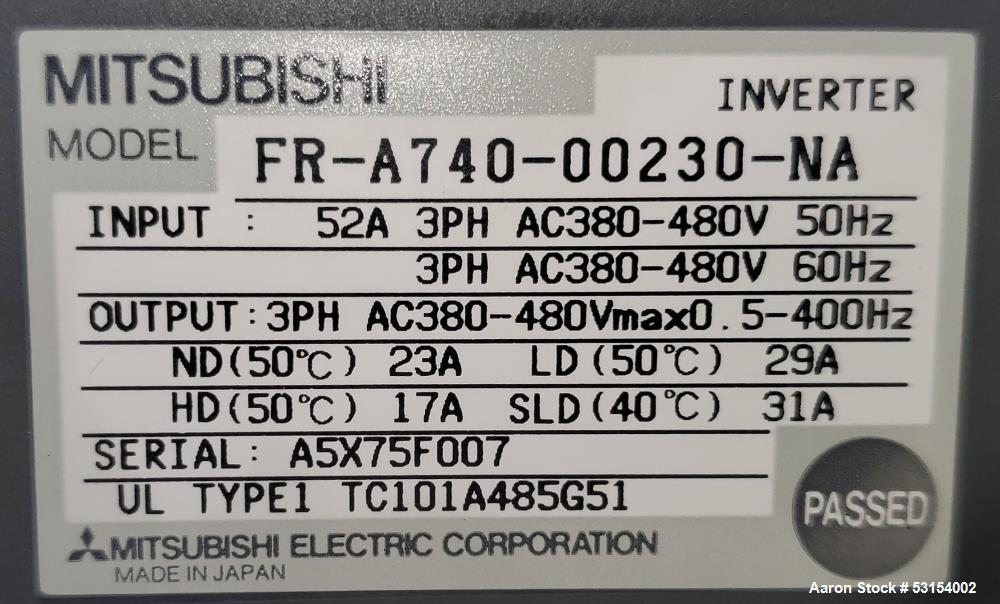 MITSUBISHI
INVERTER
MODEL FR-A740-00230-NA
INPUT : 52A 3PH AC380-480V 50Hz
3PH AC380-480V 60Hz
OUTPUT:3PH AC380-480Vmax0.5-400Hz
ND(50℃) 23A LD(50℃) 29A
HD(50℃) 17A SLD(40℃) 31A
SERIAL: A5X75F007
UL TYPE1 TC101A485G51
PASSED
MITSUBISHI ELECTRIC CORPORATION
MADE IN JAPAN
Aaron Stock # 53154002